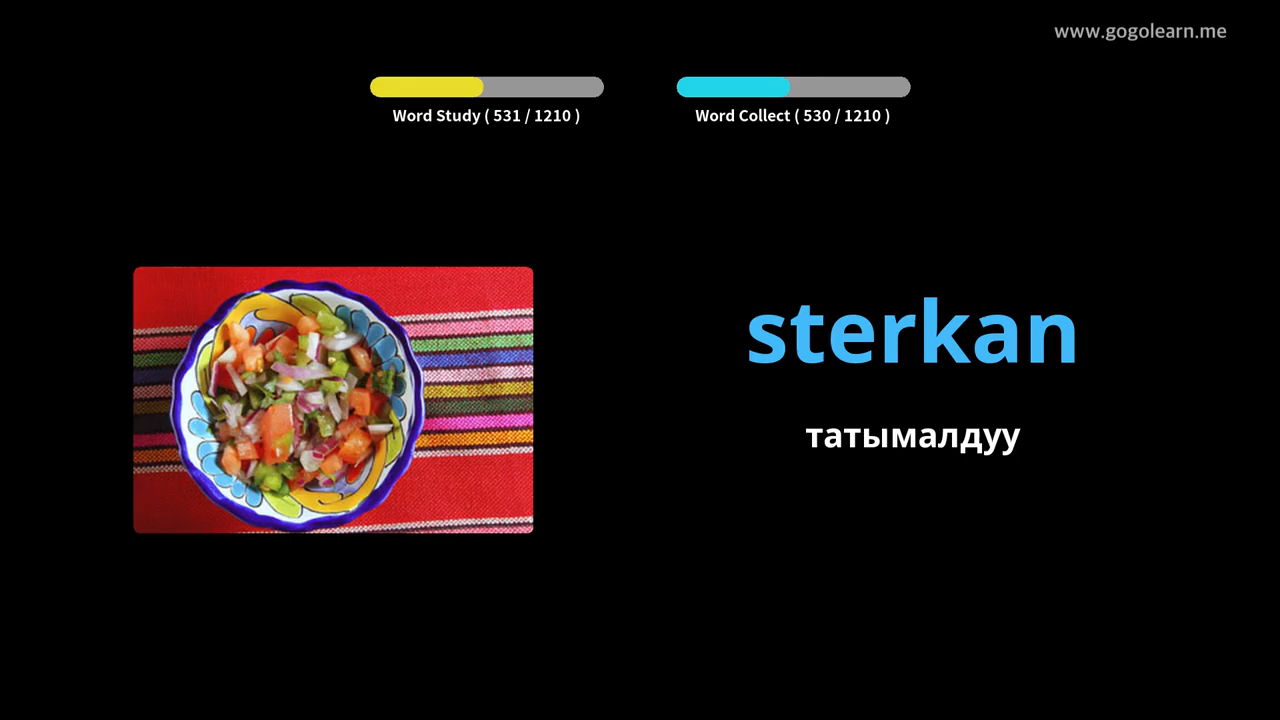 www.gogolearn.me
Word Study ( 531 / 1210 )
Word Collect ( 530 / 1210 )
sterkan
татымалдуу